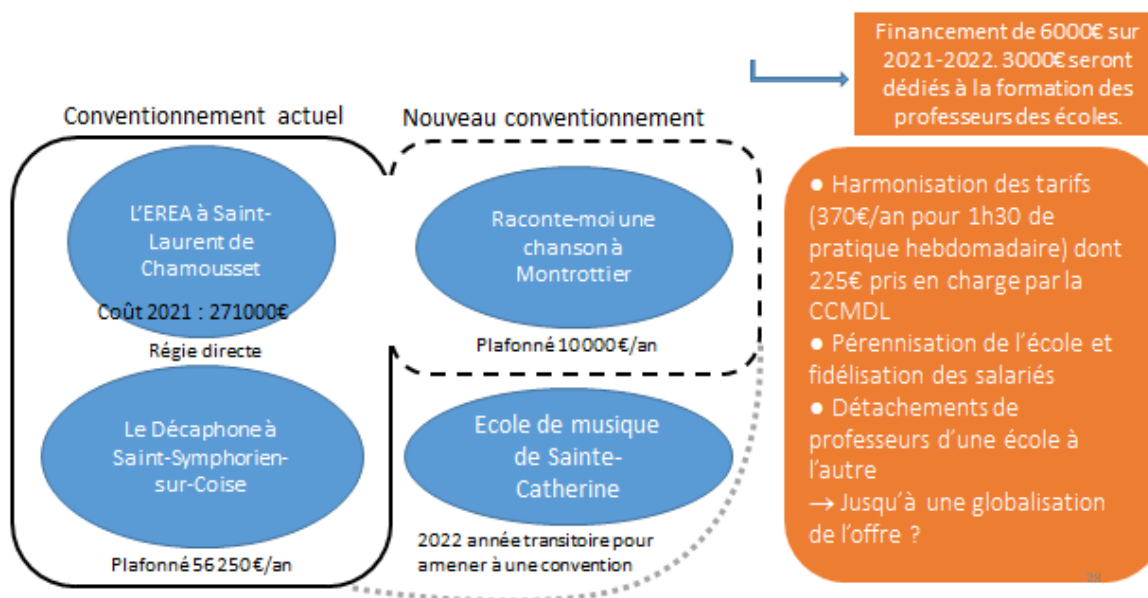 Financement de 6000€ sur
2021-2022. 3000€ seront
dédiés à la formation des
professeurs des écoles.
Conventionnement actuel
Nouveau conventionnement
L'EREA à Saint-
Laurent de
Chamousset
Coût 2021 : 271000€
Régie directe
Raconte-moi une
chanson à
Montrottier
Plafonné 10000€/an
Le Décaphone à
Saint-Symphorien-
sur-Coise
Plafonné 56250€/an
Ecole de musique
de Sainte-
Catherine
2022 année transitoire pour
amener à une convention
● Harmonisation des tarifs
(370€/an pour 1h30 de
pratique hebdomadaire) dont
225€ pris en charge par la
CCMDL
● Pérennisation de l'école et
fidélisation des salariés
● Détachements de
professeurs d'une école à
l'autre
→ Jusqu'à une globalisation
de l'offre ?
28